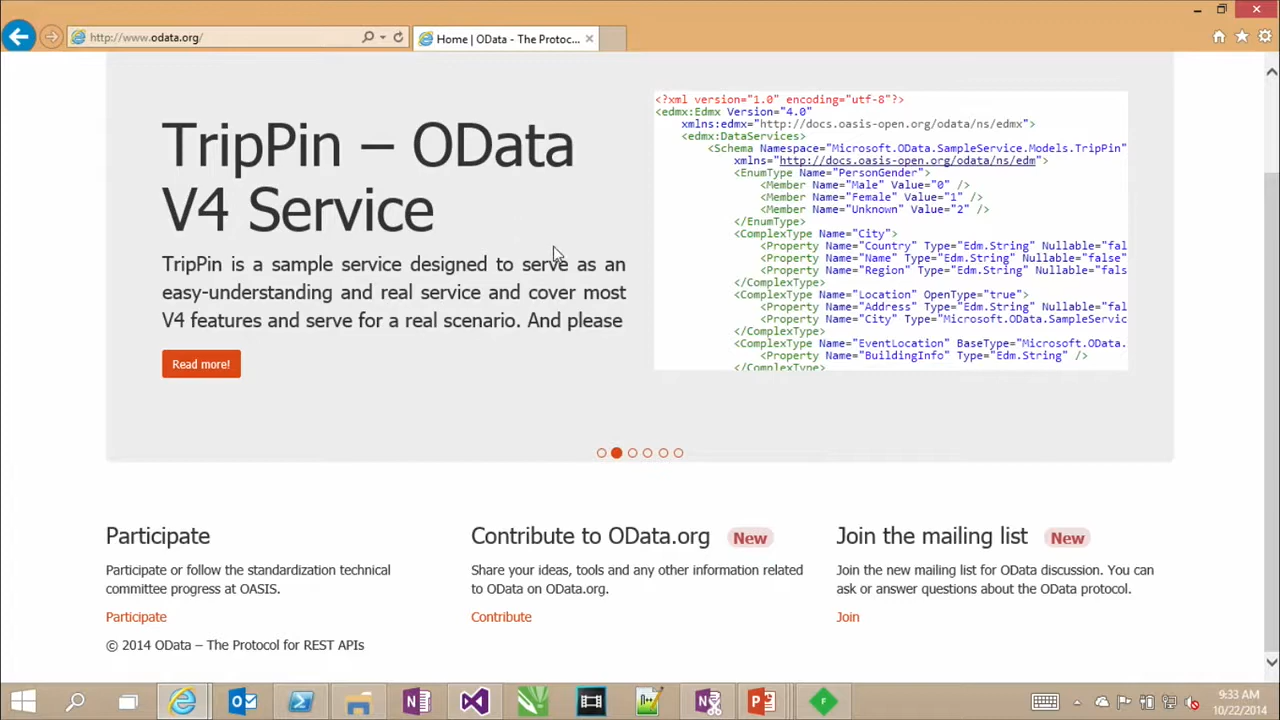 http://www.odata.org/
Home | OData - The Protoc...
TripPin – OData
V4 Service
TripPin is a sample service designed to serve as an
easy-understanding and real service and cover most
V4 features and serve for a real scenario. And please
Read more!
<?xml version="1.0" encoding="utf-8"?>
<edmx:Edmx Version="4.0"
xmlns:edmx="http://docs.oasis-open.org/odata/ns/edmx">
<edmx:DataServices>
<Schema Namespace="Microsoft.OData.SampleService.Models.TripPin"
xmlns="http://docs.oasis-open.org/odata/ns/edm">
<EnumType Name="PersonGender">
<Member Name="Male" Value="0" />
<Member Name="Female" Value="1" />
<Member Name="Unknown" Value="2" />
</EnumType>
<ComplexType Name="City">
<Property Name="Country" Type="Edm.String" Nullable="fal
<Property Name="Name" Type="Edm.String" Nullable="false"
<Property Name="Region" Type="Edm.String" Nullable="fals
</ComplexType>
<ComplexType Name="Location" OpenType="true">
<Property Name="Address" Type="Edm.String" Nullable="fal
<Property Name="City" Type="Microsoft.OData.SampleServic
</ComplexType>
<ComplexType Name="EventLocation" BaseType="Microsoft.OData.
<Property Name="BuildingInfo" Type="Edm.String" />
</ComplexType>
Participate
Participate or follow the standardization technical
committee progress at OASIS.
Participate
Contribute to OData.org New
Share your ideas, tools and any other information related
to OData on OData.org.
Contribute
Join the mailing list New
Join the new mailing list for OData discussion. You can
ask or answer questions about the OData protocol.
Join
© 2014 OData – The Protocol for REST APIs
9:33 AM
10/22/2014